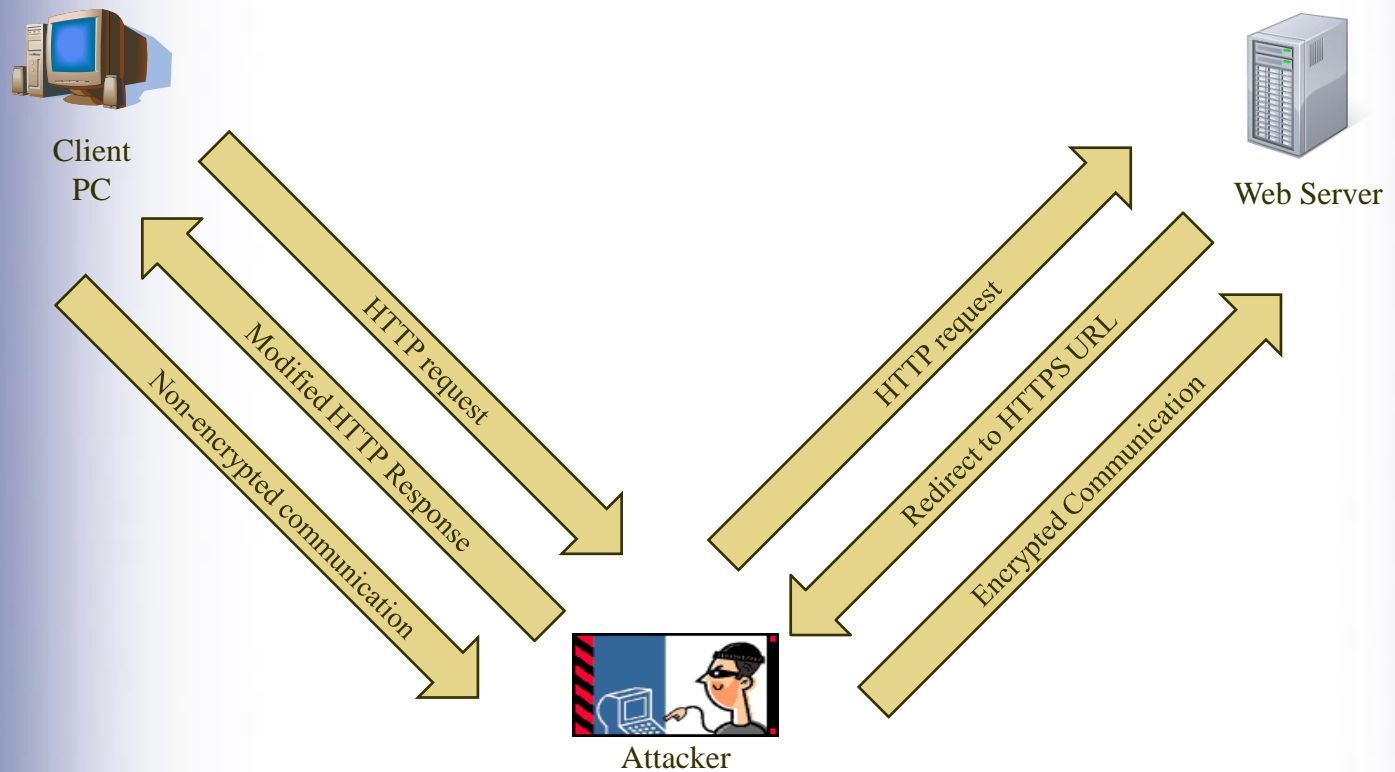 Client
PC
Web Server
HTTP request
Modified HTTP Response
Non-encrypted communication
HTTP request
Redirect to HTTPS URL
Encrypted Communication
Attacker